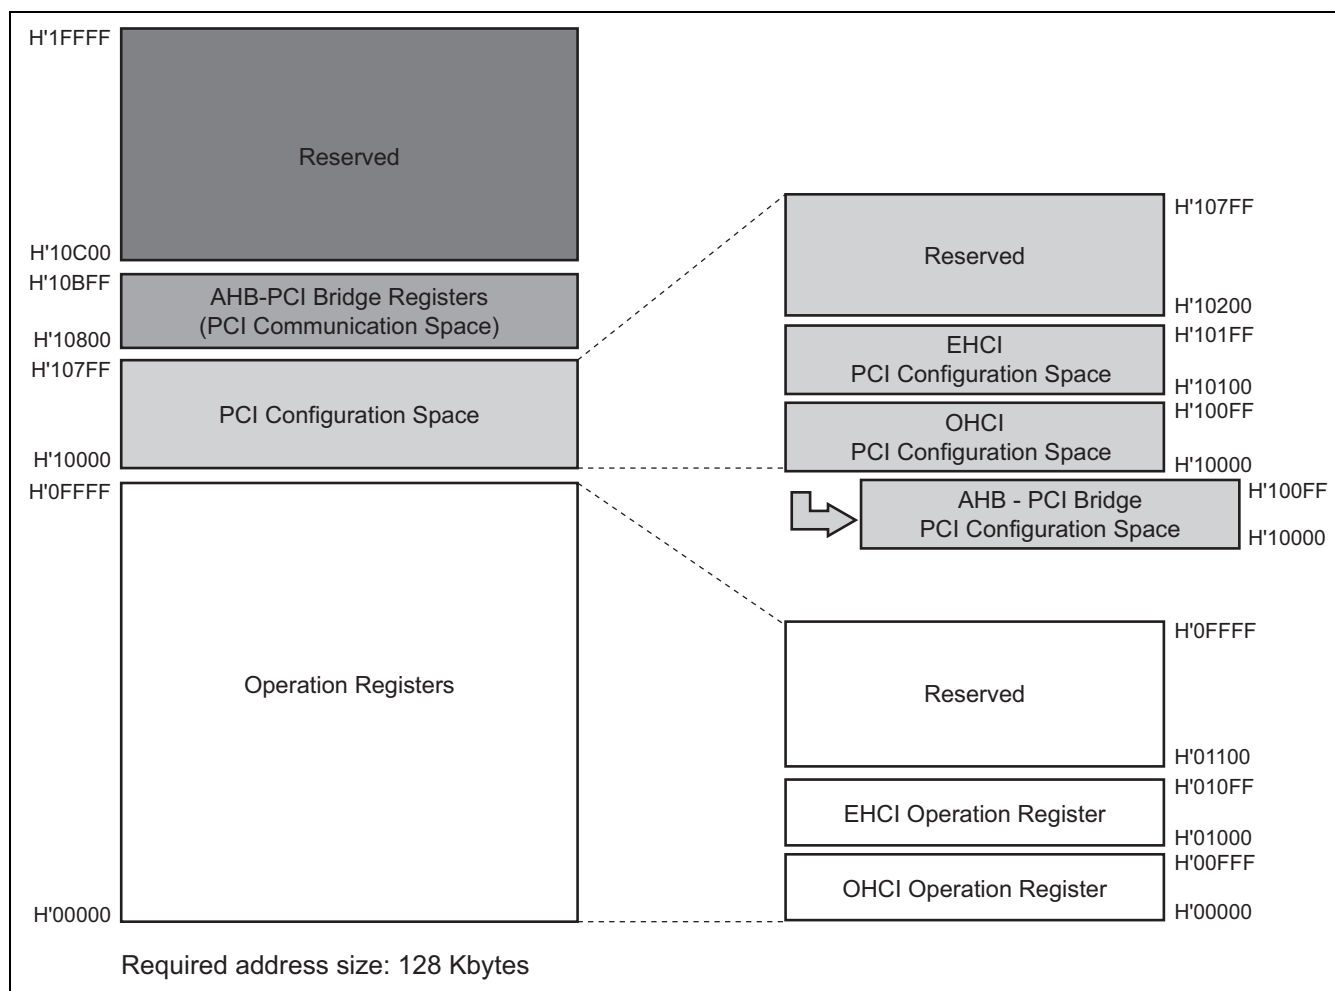 H'1FFFF
Reserved
H'10C00
H'10BFF
AHB-PCI Bridge Registers
(PCI Communication Space)
H'10800
H'107FF
PCI Configuration Space
H'10000
H'0FFFF
Operation Registers
H'00000
H'107FF
Reserved
H'10200
H'101FF
EHCI
PCI Configuration Space
H'10100
H'100FF
OHCI
PCI Configuration Space
H'10000
H'100FF
AHB - PCI Bridge
PCI Configuration Space
H'10000
H'0FFFF
Reserved
H'01100
H'010FF
EHCI Operation Register
H'01000
H'00FFF
OHCI Operation Register
H'00000
Required address size: 128 Kbytes